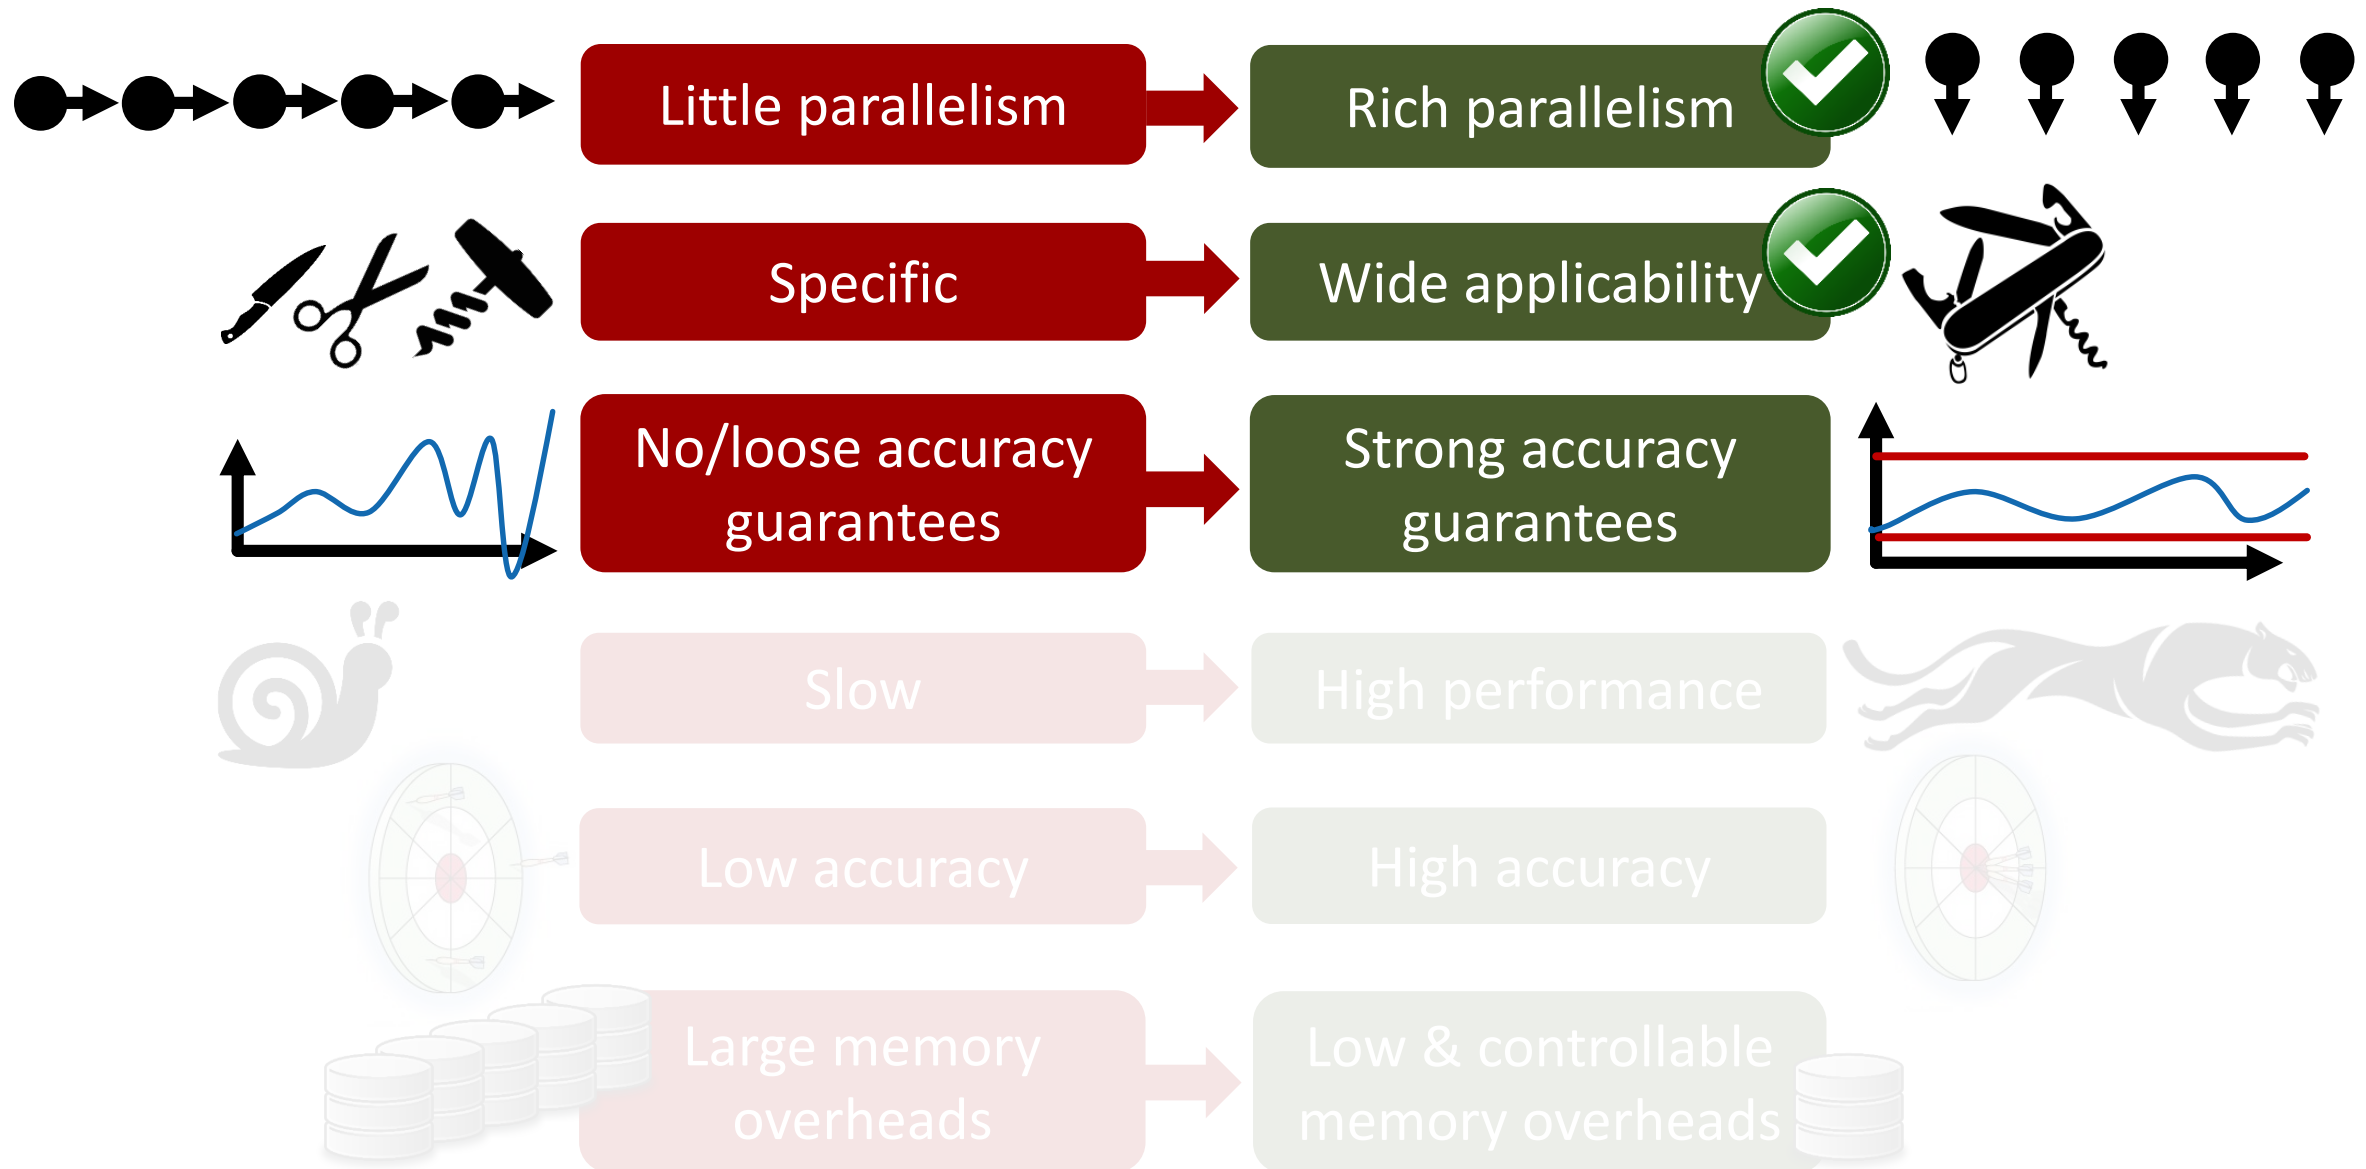 Little parallelism
Rich parallelism
Specific
Wide applicability
No/loose accuracy
guarantees
Strong accuracy
guarantees
Slow
High performance
Low accuracy
High accuracy
Large memory
overheads
Low & controllable
memory overheads